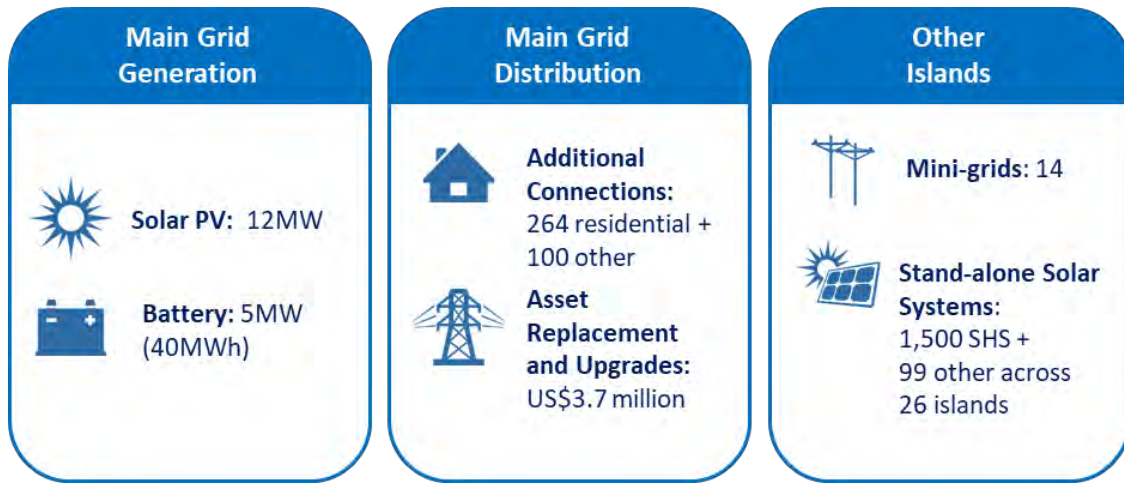 Main Grid
Generation
Solar PV: 12MW
Battery: 5MW
(40MWh)
Main Grid
Distribution
Additional
Connections:
264 residential +
100 other
Asset
Replacement
and Upgrades:
US$3.7 million
Other
Islands
Mini-grids: 14
Stand-alone Solar
Systems:
1,500 SHS +
99 other across
26 islands